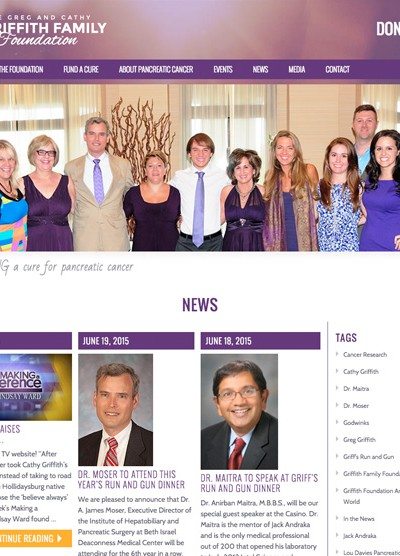 E GREG AND CATHY
RIFFITH FAMILY
Foundation
DON
THE FOUNDATION
FUND A CURE
ABOUT PANCREATIC CANCER
EVENTS
NEWS
MEDIA
CONTACT
a cure for pancreatic cancer
NEWS
MAKING
erence
NDSAY WARD
AISES
...
TV website! "After
er took Cathy Griffith's
instead of taking to road
Hollidaysburg native
ose the 'believe always'
k's Making a
dsay Ward found ...
CONTINUE READING
JUNE 19, 2015
DR. MOSER TO ATTEND THIS
YEAR'S RUN AND GUN DINNER
We are pleased to announce that Dr.
A. James Moser, Executive Director of
the Institute of Hepatobiliary and
Pancreatic Surgery at Beth Israel
Deaconness Medical Center will be
attending for the 6th year in a row.
JUNE 18, 2015
DR. MAITRA TO SPEAK AT GRIFF'S
RUN AND GUN DINNER
Dr. Anirban Maitra, M.B.B.S., will be our
special guest speaker at the Casino. Dr.
Maitra is the mentor of Jack Andraka
and is the only medical professional
out of 200 that opened his laboratory
TAGS
Cancer Research
Cathy Griffith
Dr. Maitra
Dr. Moser
Godwinks
Greg Griffith
Griff's Run and Gun
Griffith Family Founda
Griffith Foundation Ar
World
In the News
Jack Andraka
Lou Davies Pancreatic